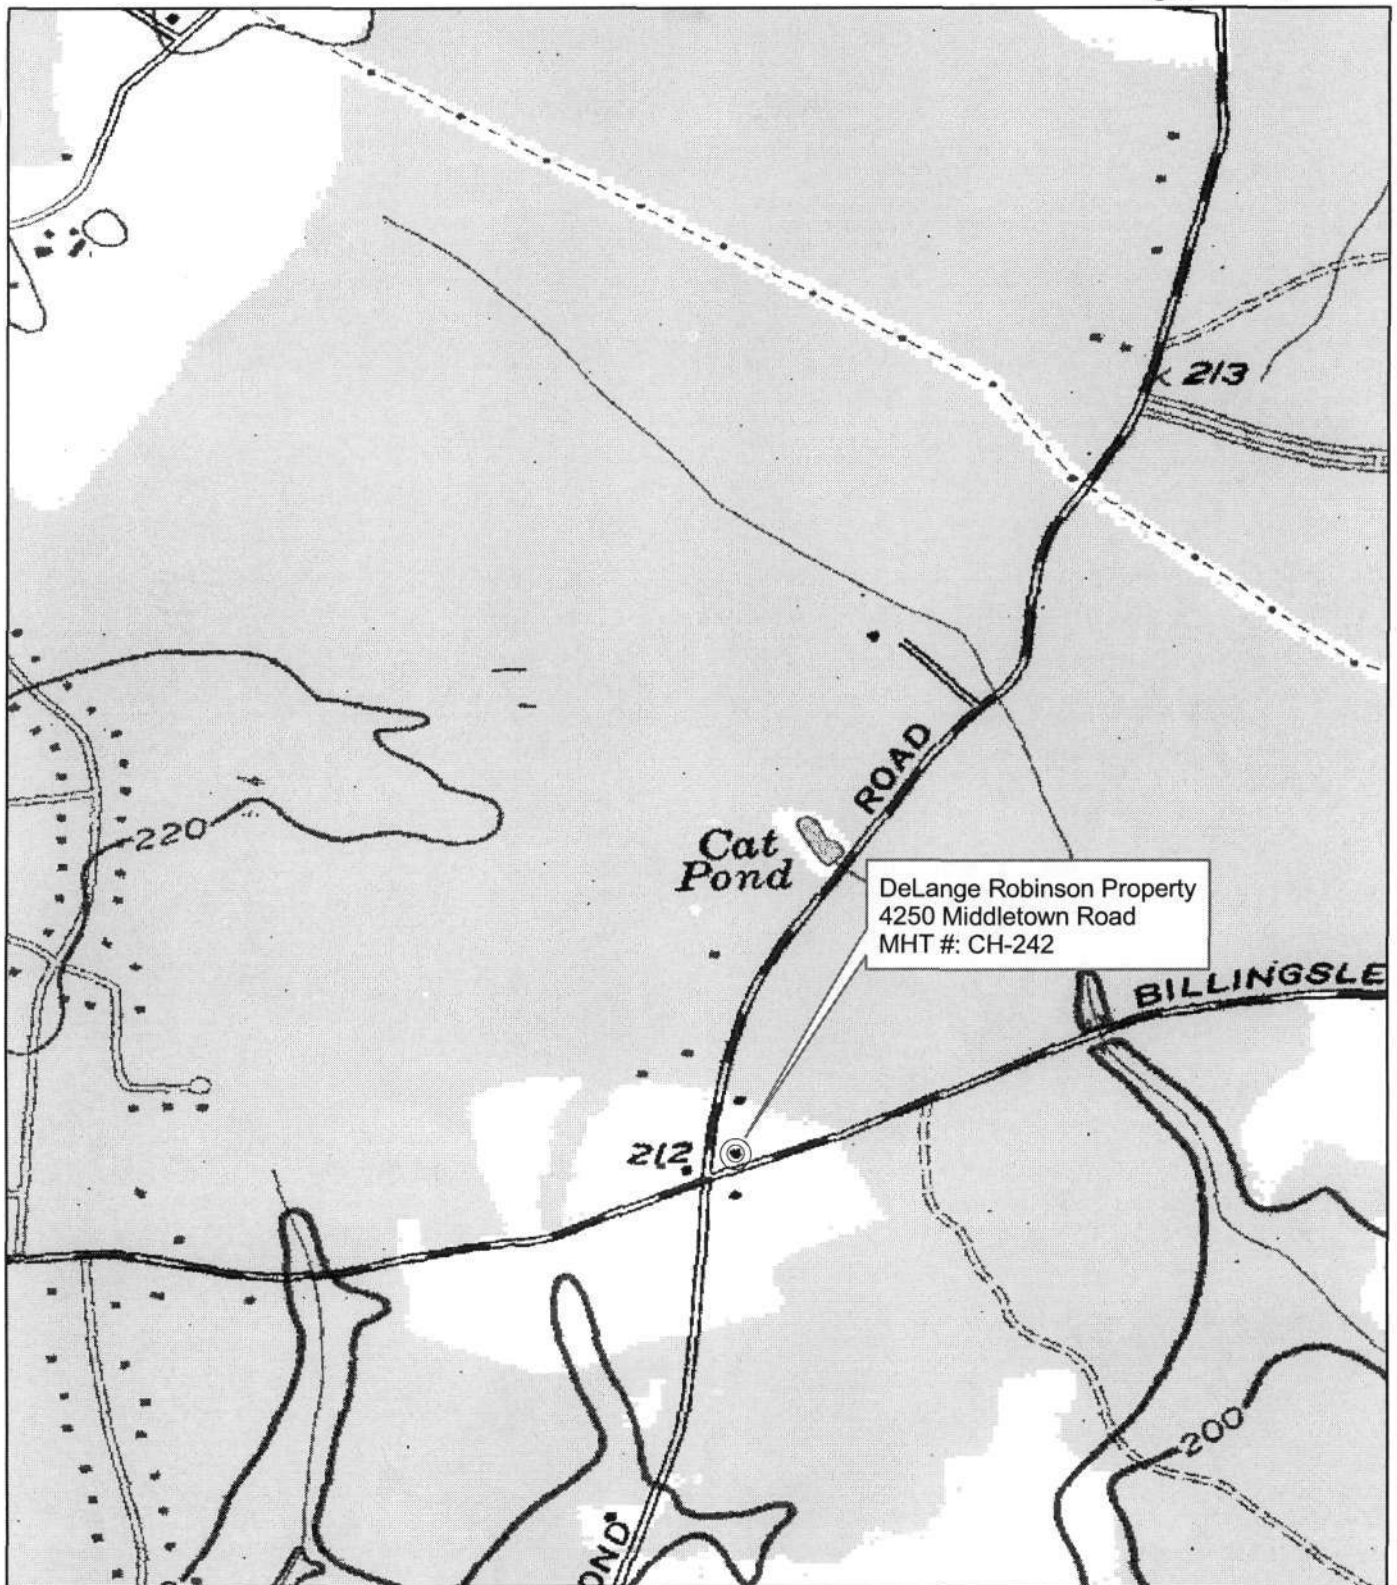 213
ROAD
220
Cat
Pond
DeLange Robinson Property
4250 Middletown Road
MHT #: CH-242
BILLINGSLE
212
200
OND